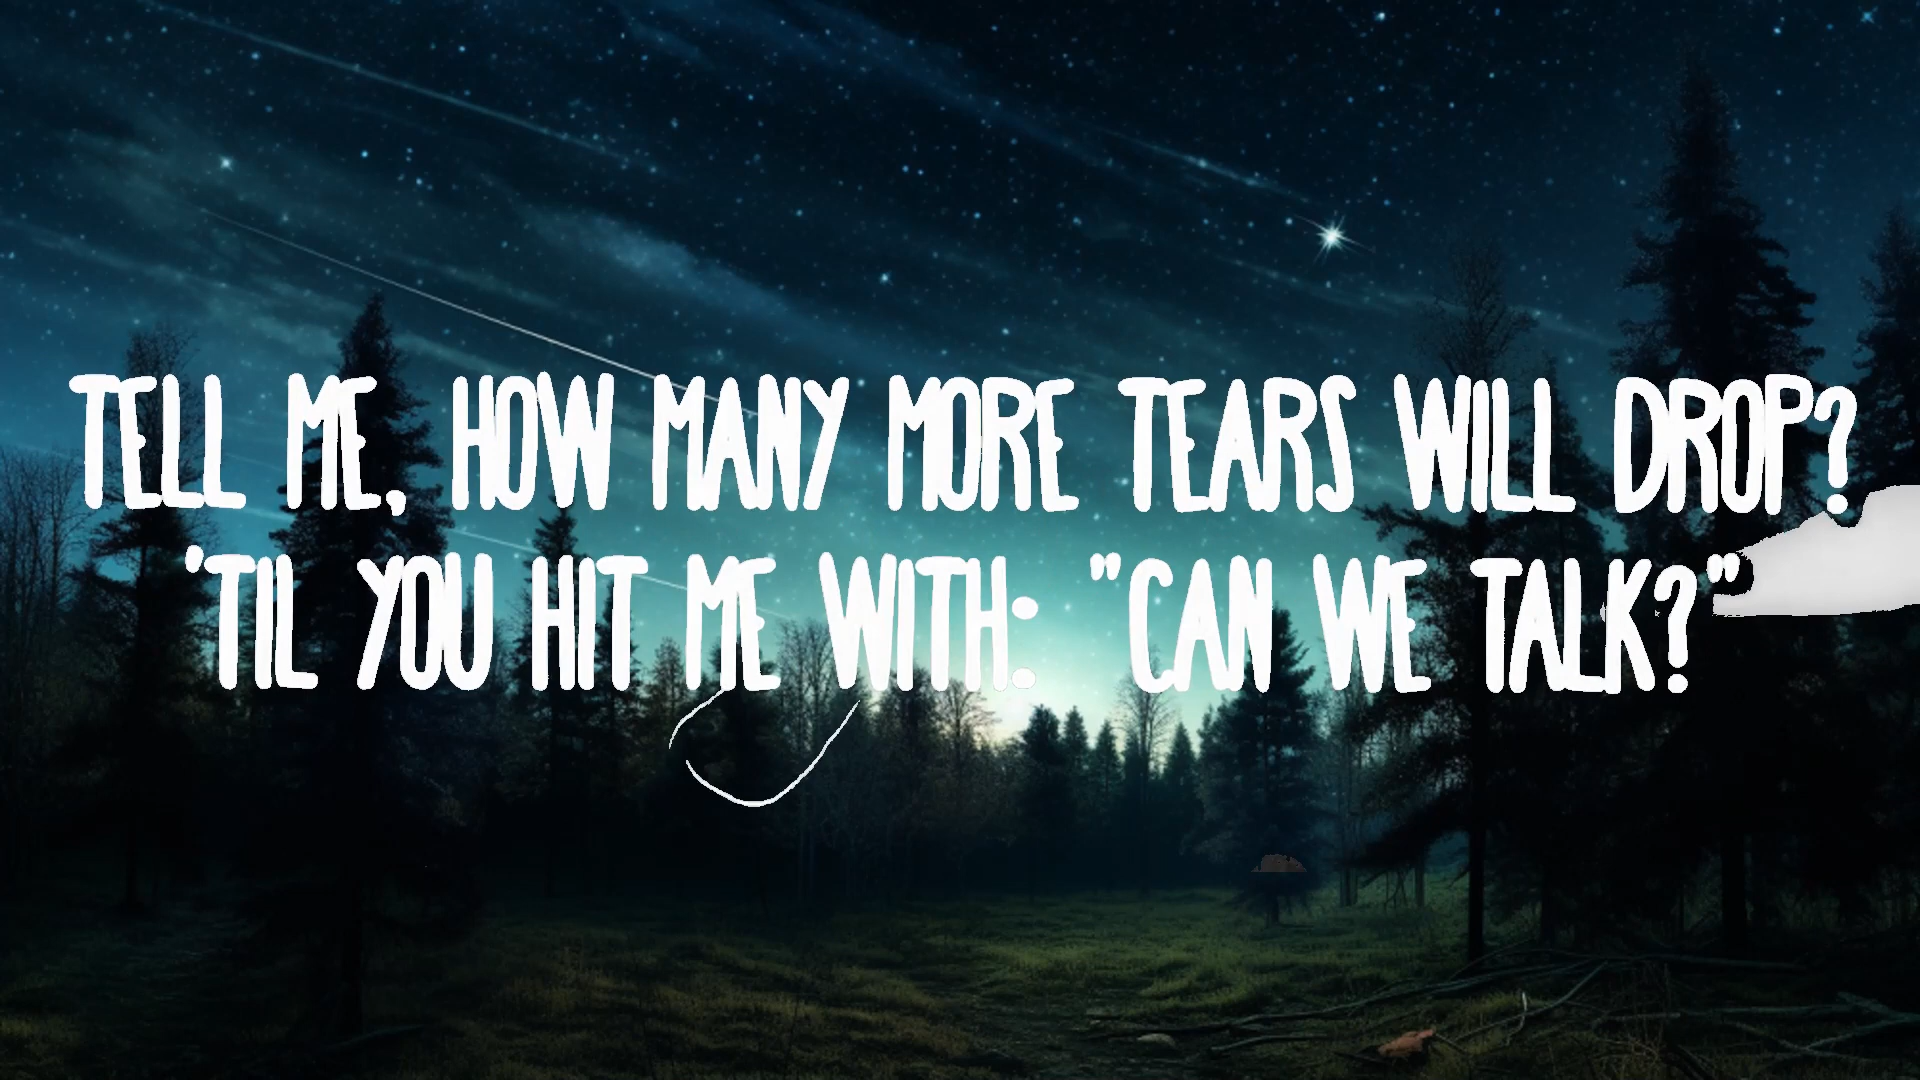 TELL ME, HOW MANY MORE TEARS WILL DROP?
'TIL YOU HIT ME WITH: "CAN WE TALK?"